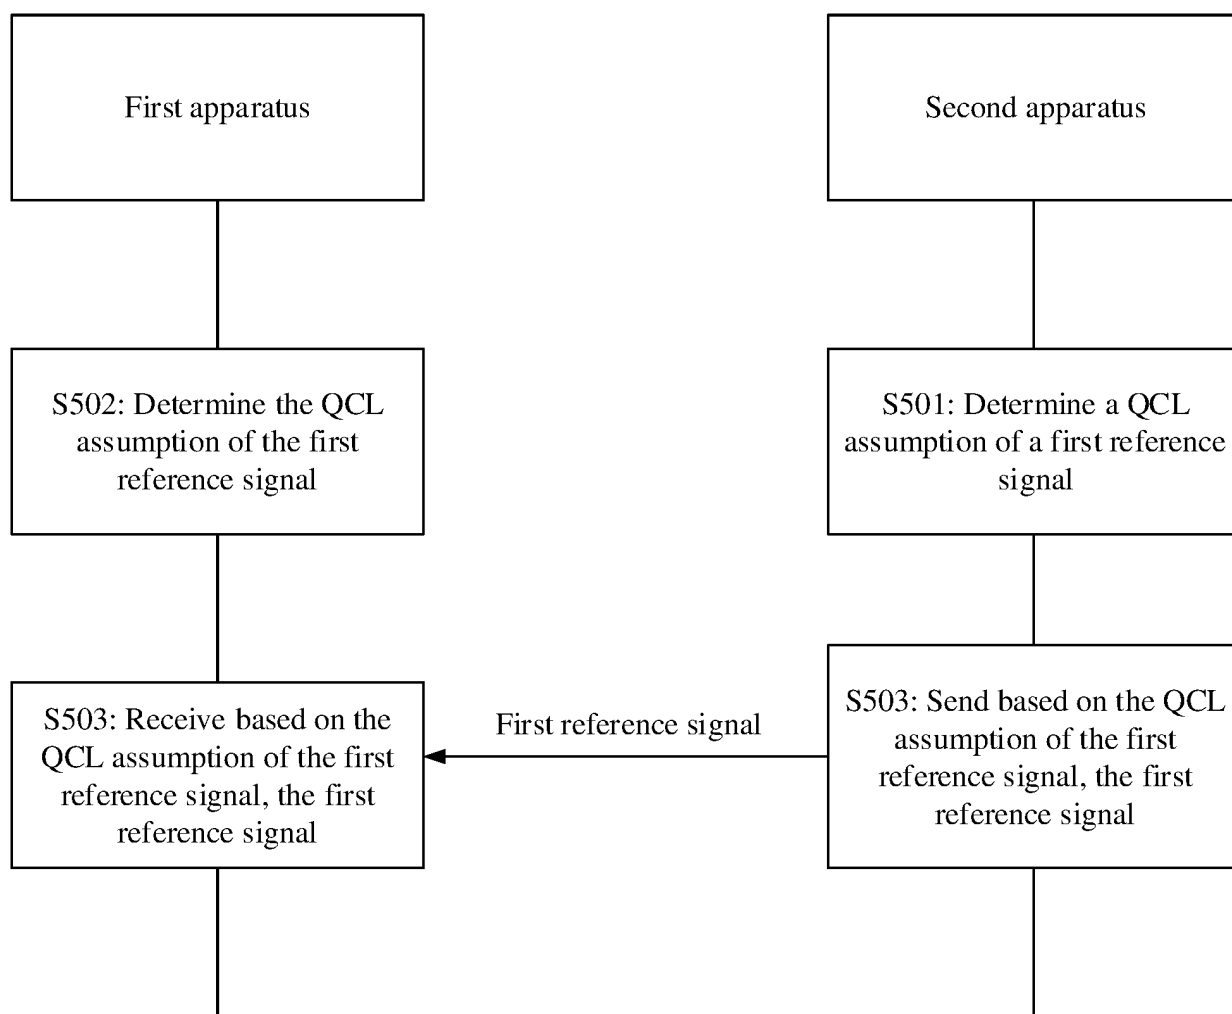 First apparatus
Second apparatus
S502: Determine the QCL
assumption of the first
reference signal
S501: Determine a QCL
assumption of a first reference
signal
S503: Receive based on the
QCL assumption of the first
reference signal, the first
reference signal
First reference signal
S503: Send based on the QCL
assumption of the first
reference signal, the first
reference signal